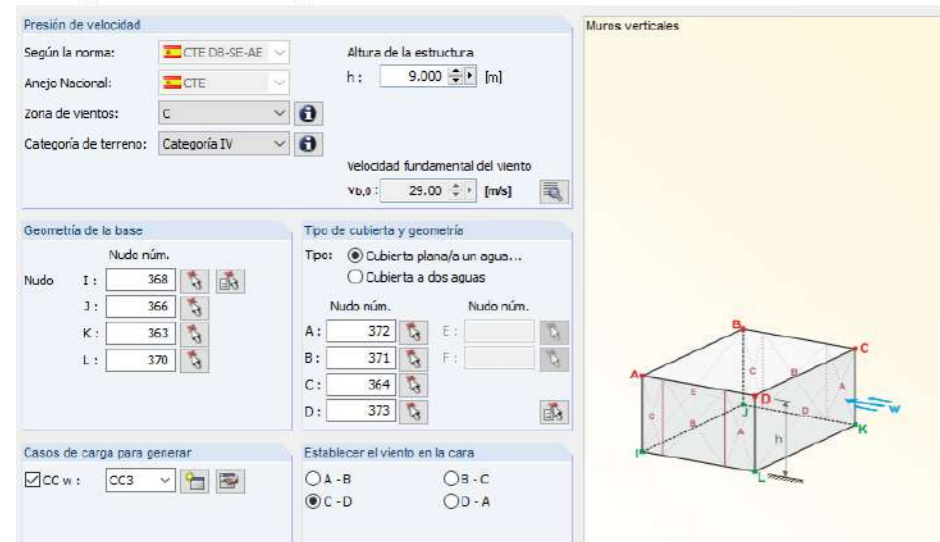 Presión de velocidad
Según la norma: CTE DB-SE-AE
Anejo Nacional: CTE
Zona de vientos: C
Categoría de terreno: Categoría IV
Altura de la estructura
h : 9.000 [m]
Velocidad fundamental del viento
vb,0 : 29.00 [m/s]
Geometría de la base
Nudo núm.
Nudo I : 368
J : 366
K : 363
L : 370
Tipo de cubierta y geometría
Tipo: Cubierta plana/a un agua...
Cubierta a dos aguas
Nudo núm. Nudo núm.
A : 372 E :
B : 371 F :
C : 364
D : 373
Casos de carga para generar
CC w : CC3
Establecer el viento en la cara
A - B B - C
C - D D - A
Muros verticales
B
C
A
C B A
E
D
J
D
w
C
B
A
h
K
I
L